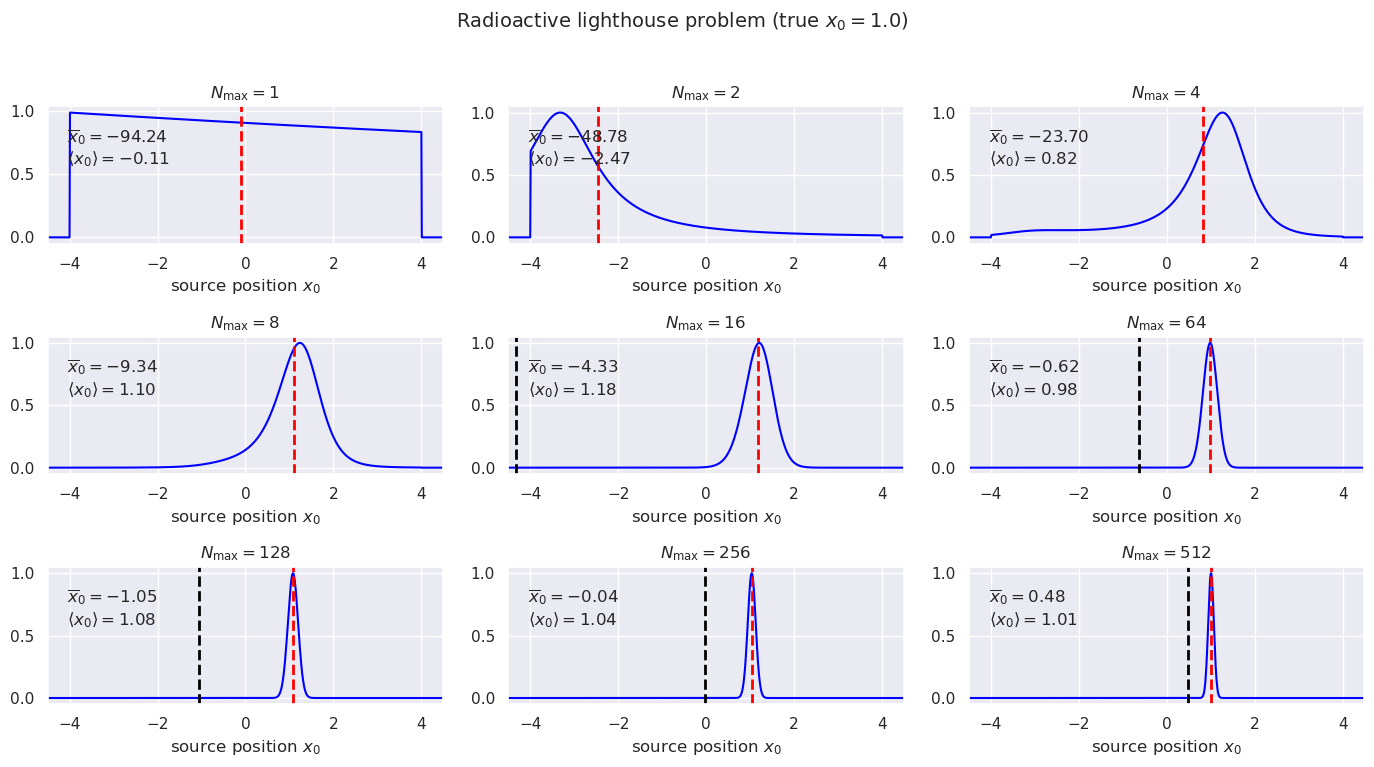 Radioactive lighthouse problem (true x₀ = 1.0)
N_max = 1
1.0
0.5
0.0
x̅₀ = −94.24
⟨x₀⟩ = −0.11
−4 −2 0 2 4
source position x₀
N_max = 2
1.0
0.5
0.0
x̅₀ = −48.78
⟨x₀⟩ = −2.47
−4 −2 0 2 4
source position x₀
N_max = 4
1.0
0.5
0.0
x̅₀ = −23.70
⟨x₀⟩ = 0.82
−4 −2 0 2 4
source position x₀
N_max = 8
1.0
0.5
0.0
x̅₀ = −9.34
⟨x₀⟩ = 1.10
−4 −2 0 2 4
source position x₀
N_max = 16
1.0
0.5
0.0
x̅₀ = −4.33
⟨x₀⟩ = 1.18
−4 −2 0 2 4
source position x₀
N_max = 64
1.0
0.5
0.0
x̅₀ = −0.62
⟨x₀⟩ = 0.98
−4 −2 0 2 4
source position x₀
N_max = 128
1.0
0.5
0.0
x̅₀ = −1.05
⟨x₀⟩ = 1.08
−4 −2 0 2 4
source position x₀
N_max = 256
1.0
0.5
0.0
x̅₀ = −0.04
⟨x₀⟩ = 1.04
−4 −2 0 2 4
source position x₀
N_max = 512
1.0
0.5
0.0
x̅₀ = 0.48
⟨x₀⟩ = 1.01
−4 −2 0 2 4
source position x₀